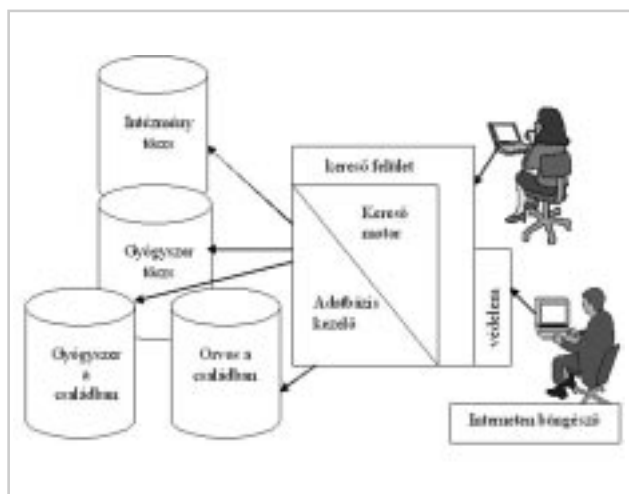 Intézmény
törzs
kereső felület
Kereső
motor
Gyógyszer
törzs
Adatbázis
kezelő
védelem
Gyógyszer
a
családban
Orvos a
családban
Interneten böngésző